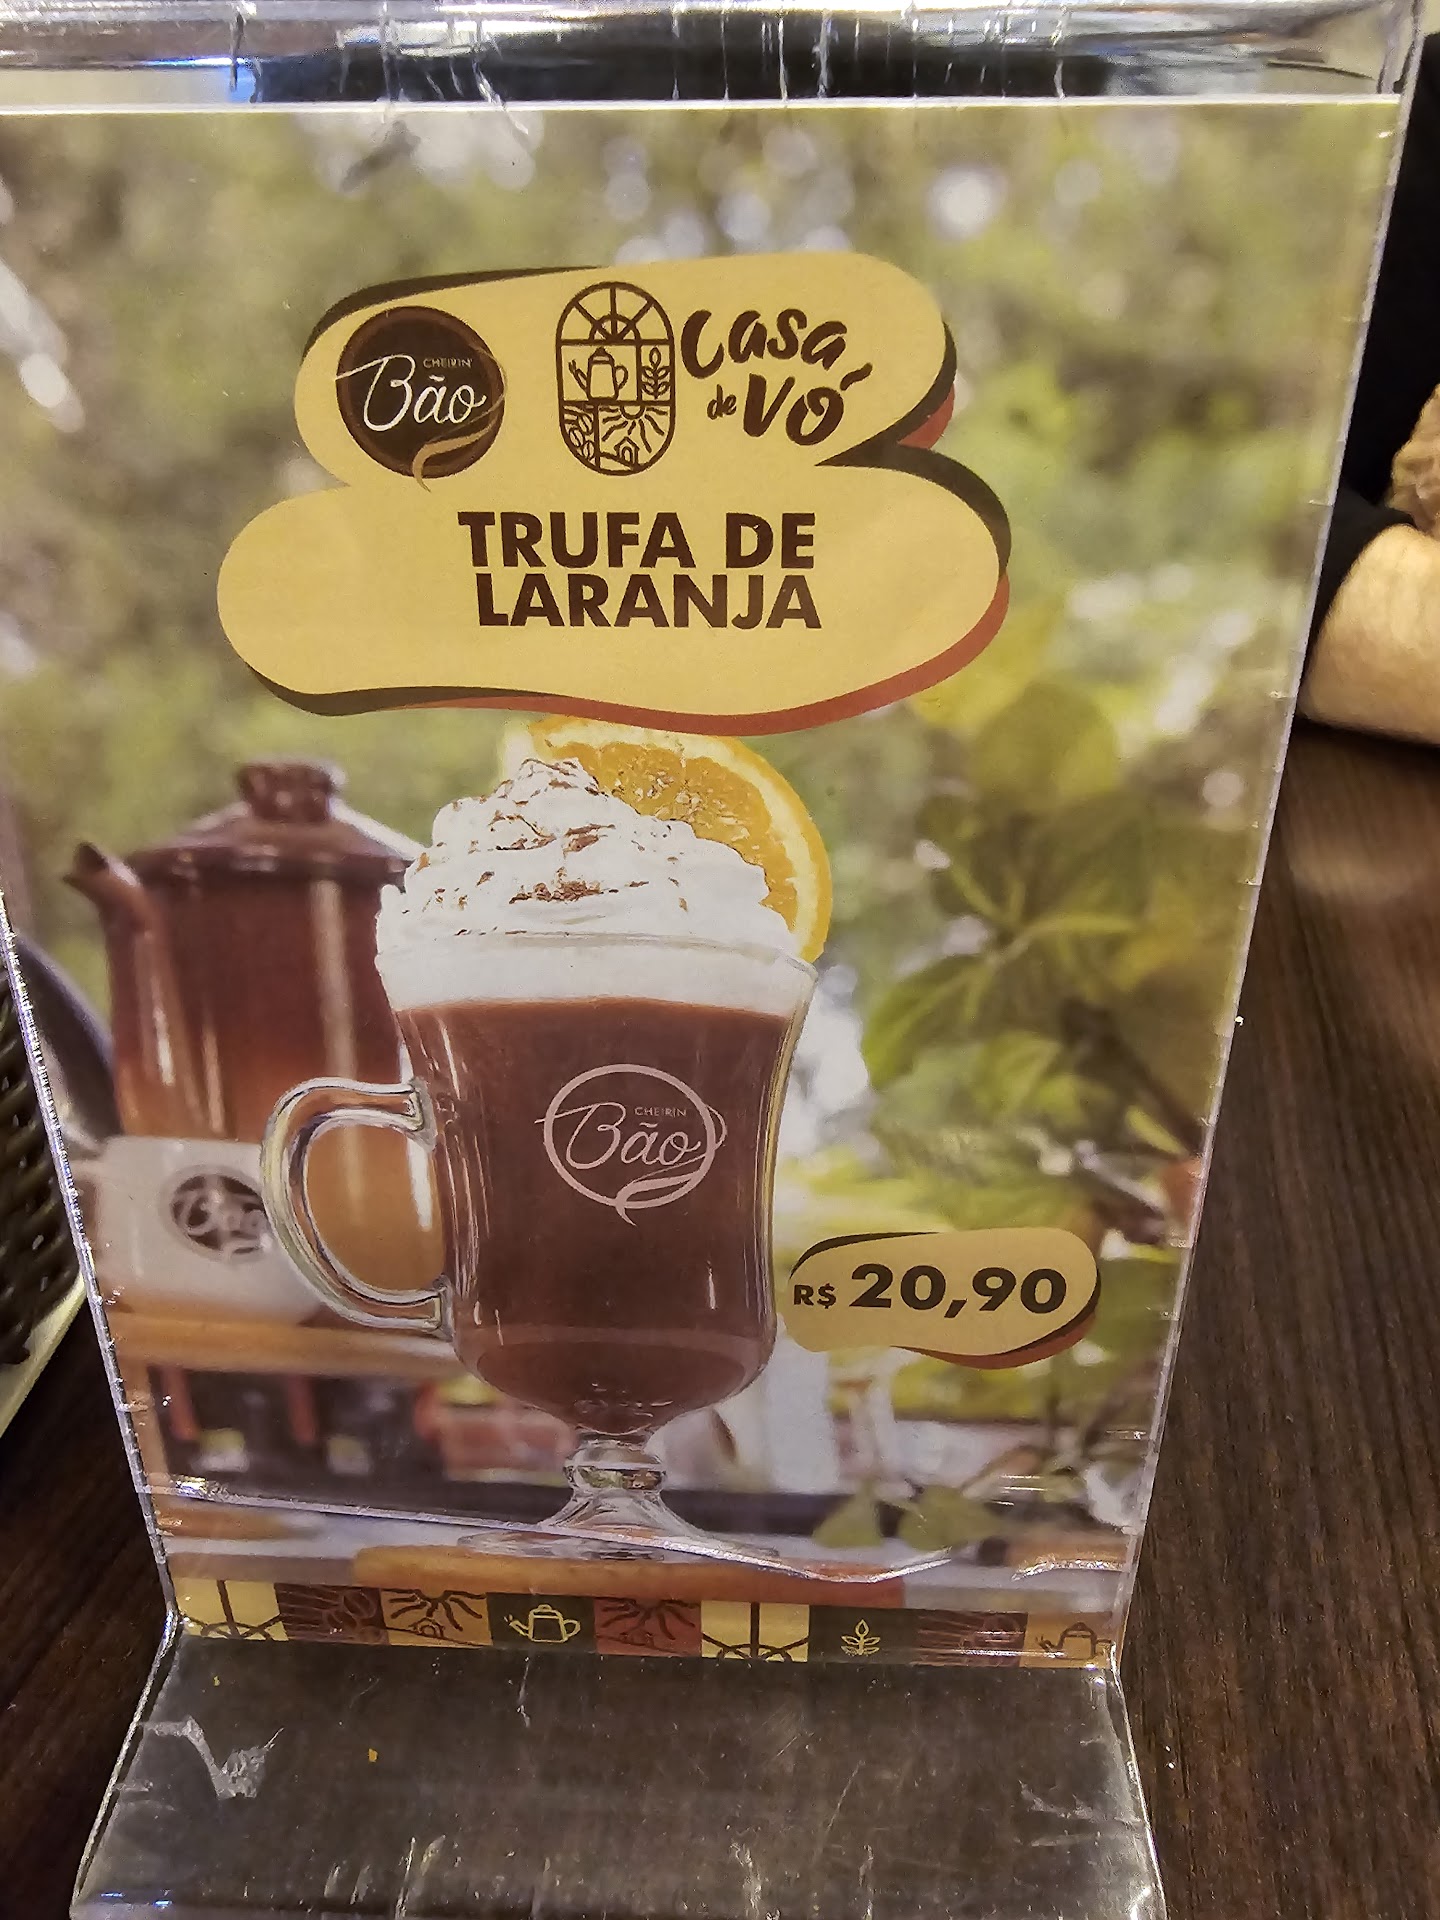 CHEIRIN'
Bão
Casa
de VÓ
TRUFA DE
LARANJA
CHEIRIN
Bão
R$ 20,90